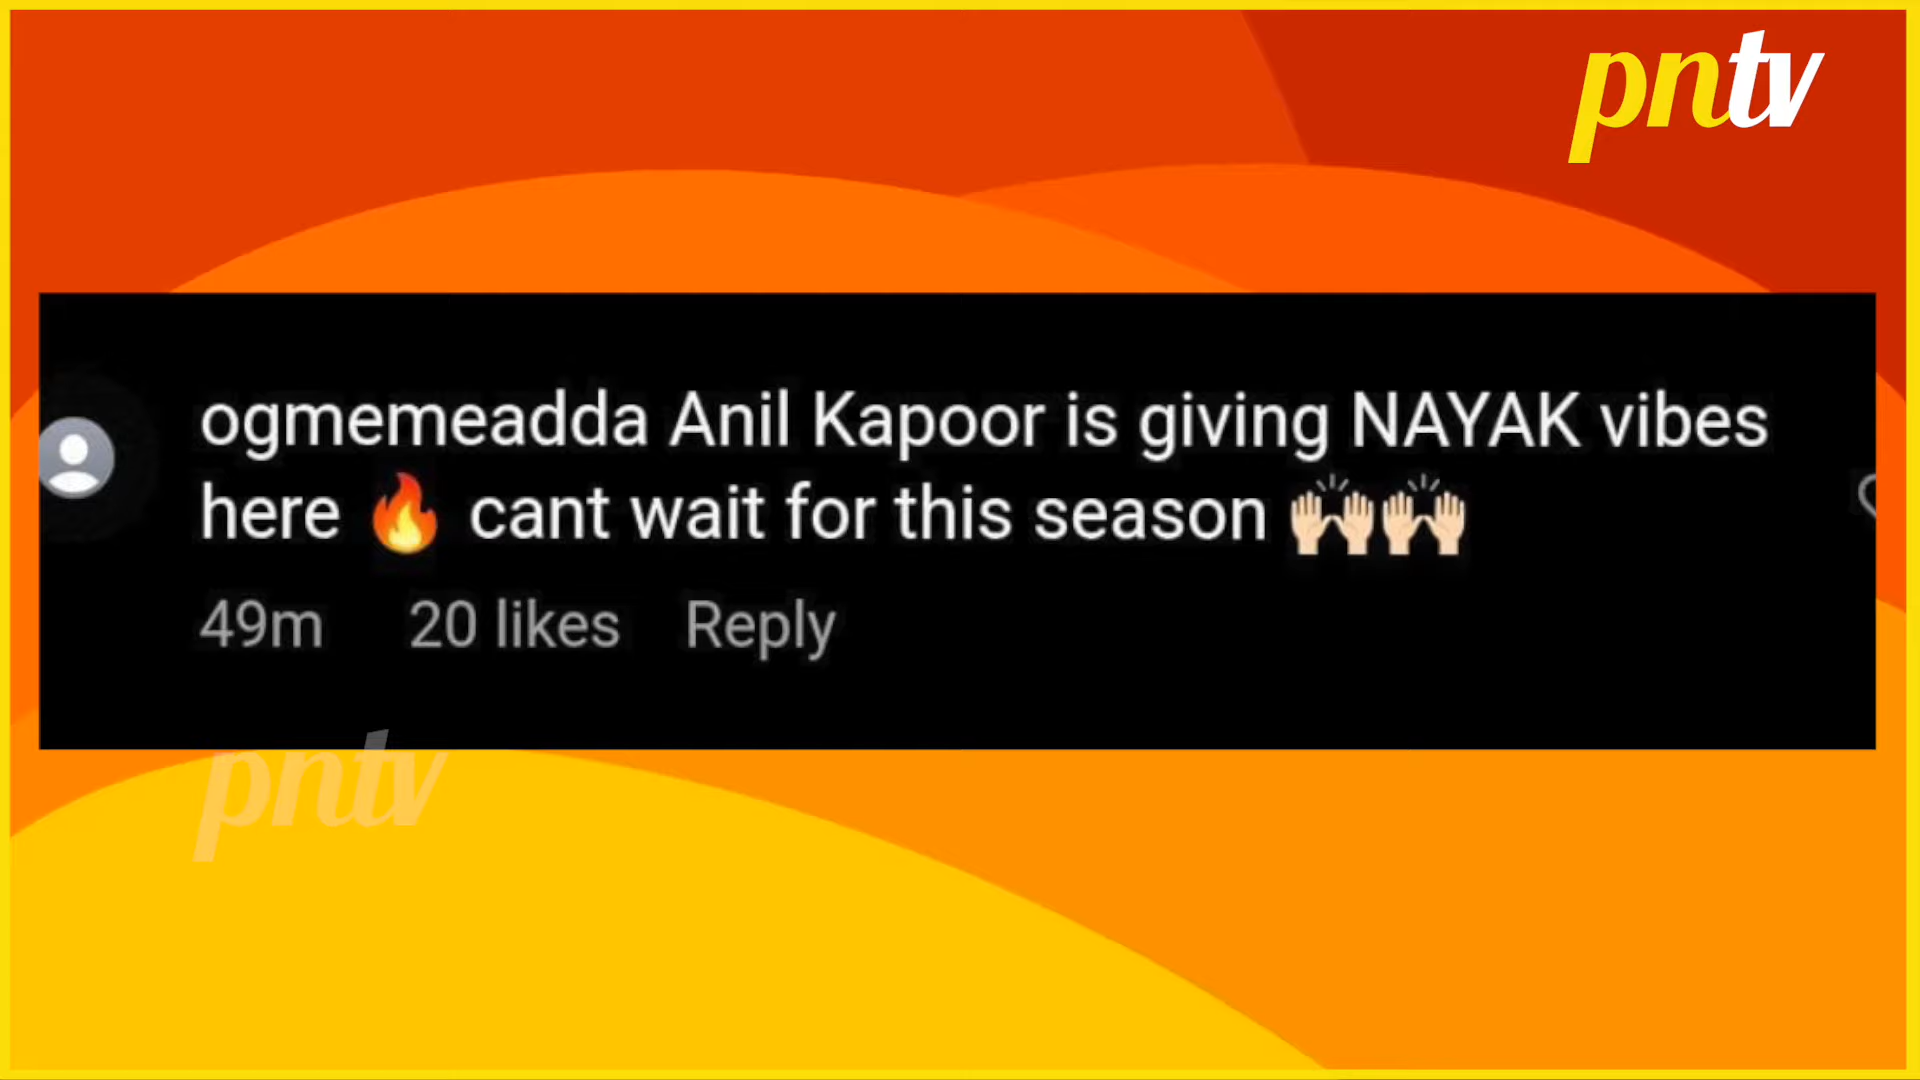 pntv
ogmemeadda Anil Kapoor is giving NAYAK vibes
here 🔥 cant wait for this season 🙌🏻🙌🏻
49m 20 likes Reply
pntv